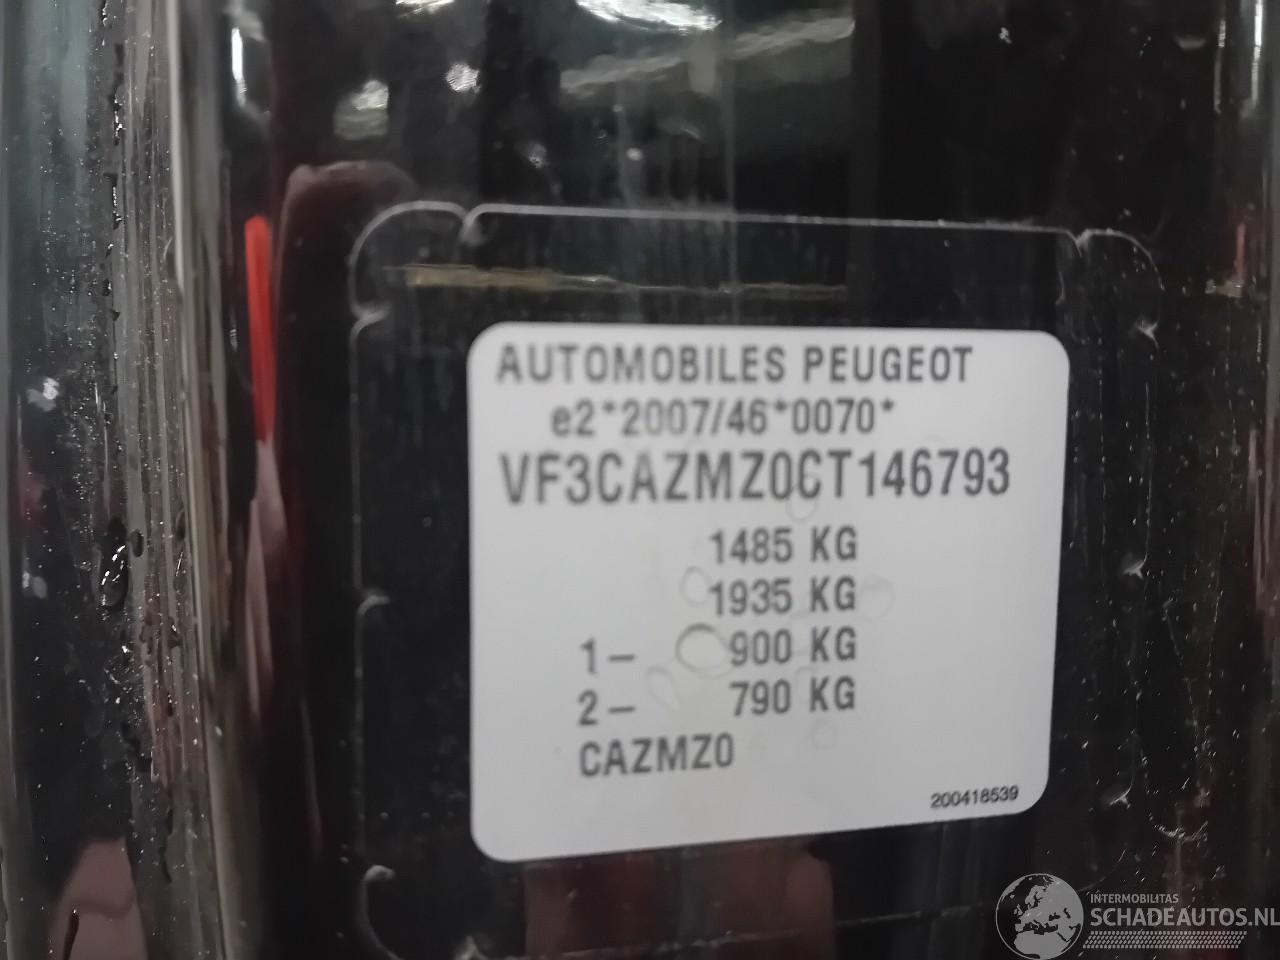 AUTOMOBILES PEUGEOT
e2*2007/46*0070*
VF3CAZMZ0CT146793
1485 KG
1935 KG
1– 900 KG
2– 790 KG
CAZMZ0
200418539
INTERMOBILITAS
SCHADEAUTOS.NL